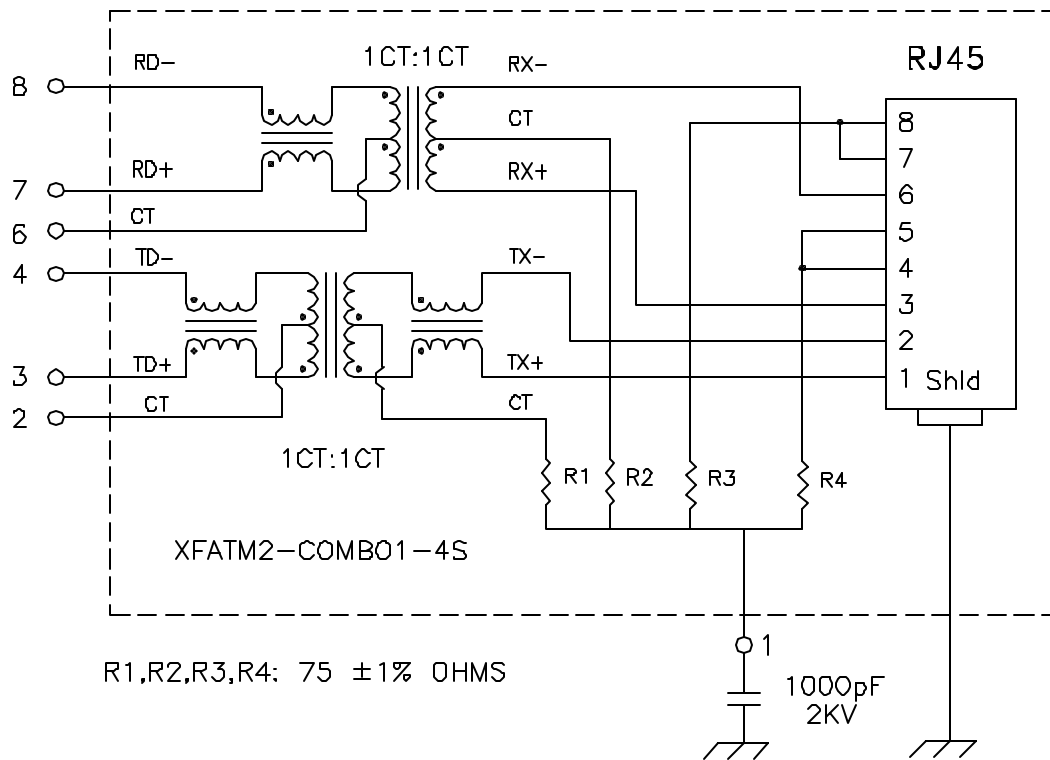 RJ45
1CT:1CT
RD-
RX-
8
CT
8
7
RD+
RX+
7
6
CT
6
5
TD-
TX-
4
4
3
2
TD+
TX+
3
1 Shld
CT
CT
2
1CT:1CT
R1
R2
R3
R4
XFATM2-COMBO1-4S
1
R1,R2,R3,R4: 75 ±1% OHMS
1000pF
2KV